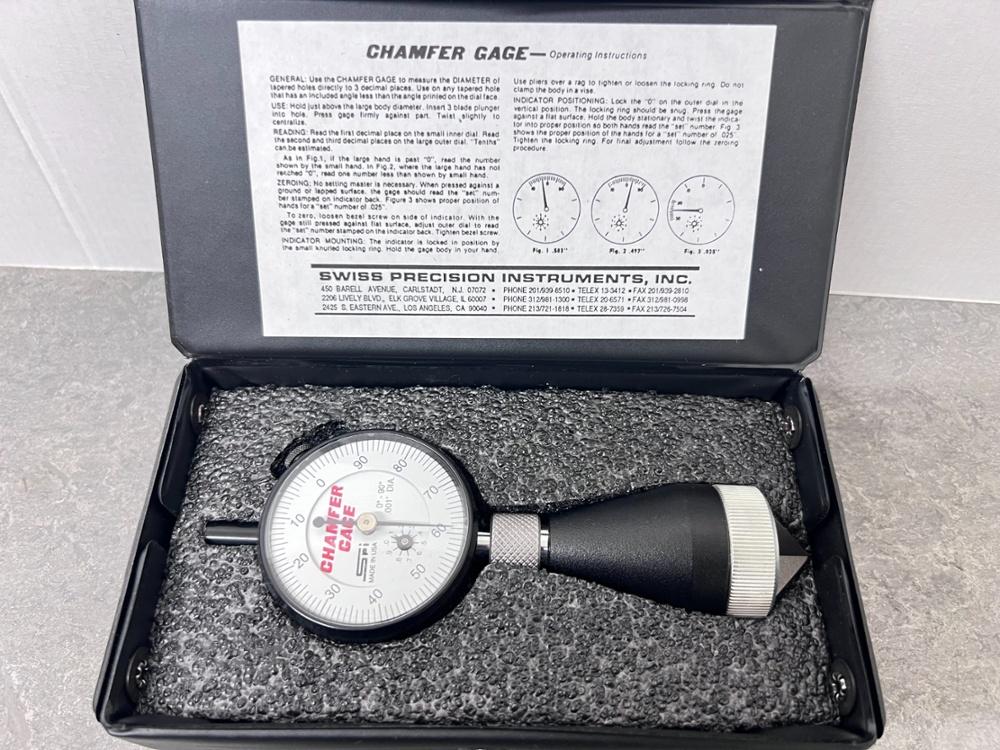 CHAMFER GAGE— Operating Instructions
GENERAL: Use the CHAMFER GAGE to measure the DIAMETER of
tapered holes directly to 3 decimal places. Use on any tapered hole
that has an included angle less than the angle printed on the dial face.
USE: Hold just above the large body diameter. Insert 3 blade plunger
into hole. Press gage firmly against part. Twist slightly to
centralize.
READING: Read the first decimal place on the small inner dial. Read
the second and third decimal places on the large outer dial. "Tenths"
can be estimated.
As in Fig.1, if the large hand is past "0", read the number
shown by the small hand. In Fig.2, where the large hand has not
reached "0", read one number less than shown by small hand.
ZEROING: No setting master is necessary. When pressed against a
ground or lapped surface, the gage should read the "set" num-
ber stamped on indicator back. Figure 3 shows proper position of
hands for a "set" number of .025".
To zero, loosen bezel screw on side of indicator. With the
gage still pressed against flat surface, adjust outer dial to read
the "set" number stamped on the indicator back. Tighten bezel screw.
INDICATOR MOUNTING: The indicator is locked in position by
the small knurled locking ring. Hold the gage body in your hand.
Use pliers over a rag to tighten or loosen the locking ring. Do not
clamp the body in a vise.
INDICATOR POSITIONING: Lock the "0" on the outer dial in the
vertical position. The locking ring should be snug. Press the gage
against a flat surface. Hold the body stationary and twist the indica-
tor into proper position so both hands read the "set" number. Fig. 3
shows the proper position of the hands for a "set" number of .025".
Tighten the locking ring. For final adjustment follow the zeroing
procedure.
Fig. 1 .583" Fig. 2 .497" Fig. 3 .025"
SWISS PRECISION INSTRUMENTS, INC.
450 BARELL AVENUE, CARLSTADT, N.J. 07072 • PHONE 201/939-6510 • TELEX 13-3412 • FAX 201/939-2810
2206 LIVELY BLVD., ELK GROVE VILLAGE, IL 60007 • PHONE 312/981-1300 • TELEX 20-6571 • FAX 312/981-0998
2425 S. EASTERN AVE., LOS ANGELES, CA 90040 • PHONE 213/721-1818 • TELEX 28-7359 • FAX 213/726-7504
0 10 20 30 40 50 60 70 80 90
CHAMFER
GAGE
0°-90°
.001" DIA.
SPI
MADE IN USA